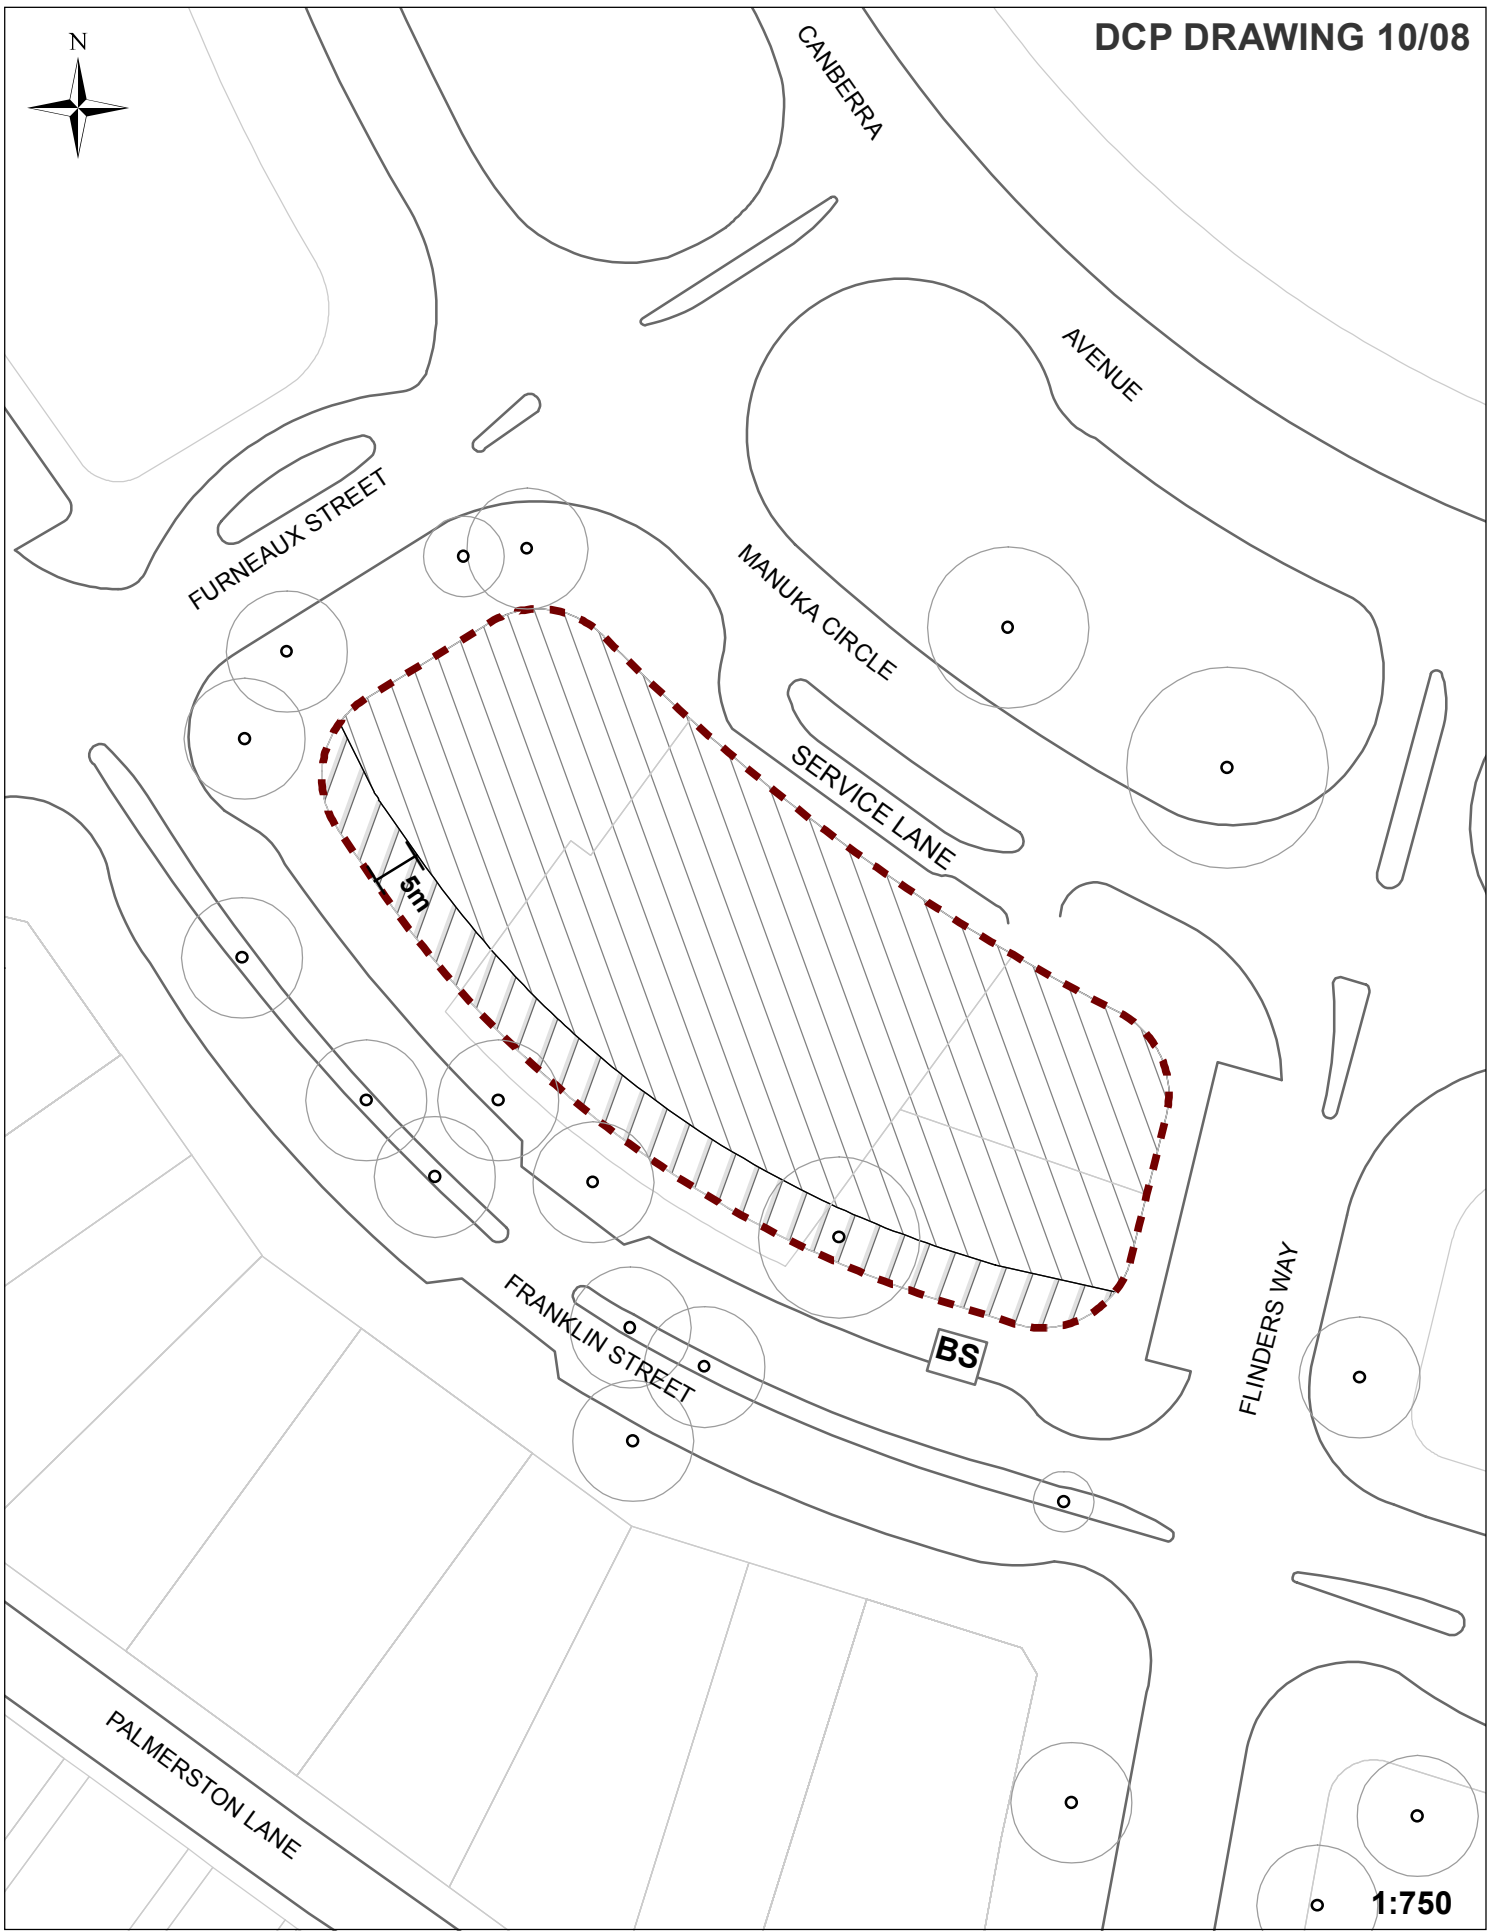 DCP DRAWING 10/08
N
CANBERRA
AVENUE
FURNEAUX STREET
MANUKA CIRCLE
SERVICE LANE
5m
BS
FRANKLIN STREET
FLINDERS WAY
PALMERSTON LANE
1:750